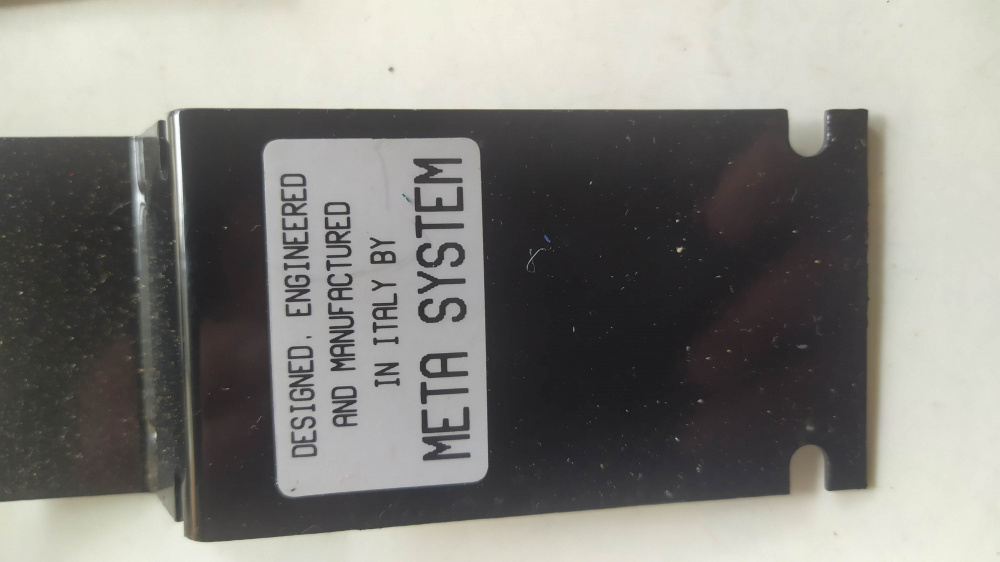 DESIGNED, ENGINEERED
AND MANUFACTURED
IN ITALY BY
META SYSTEM